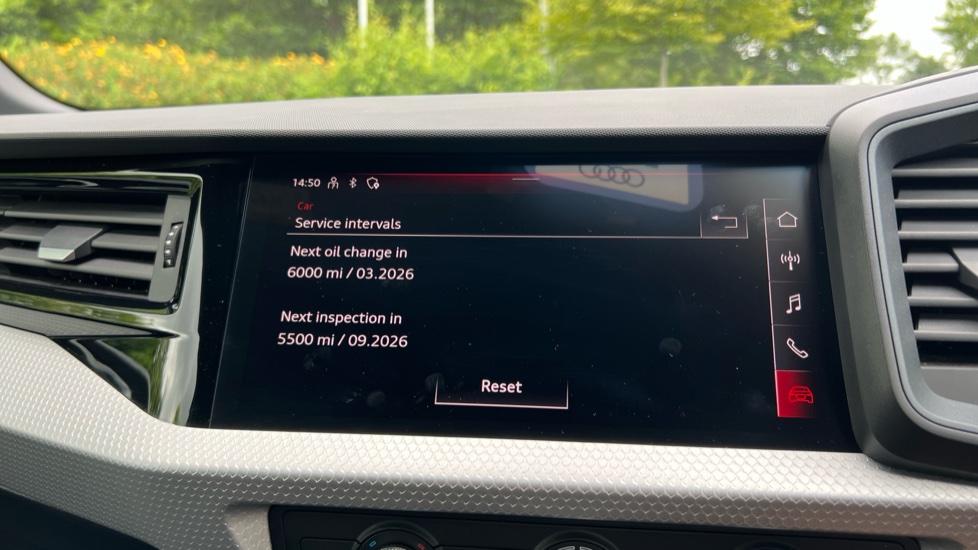 14:50
Car
Service intervals
Next oil change in
6000 mi / 03.2026
Next inspection in
5500 mi / 09.2026
Reset